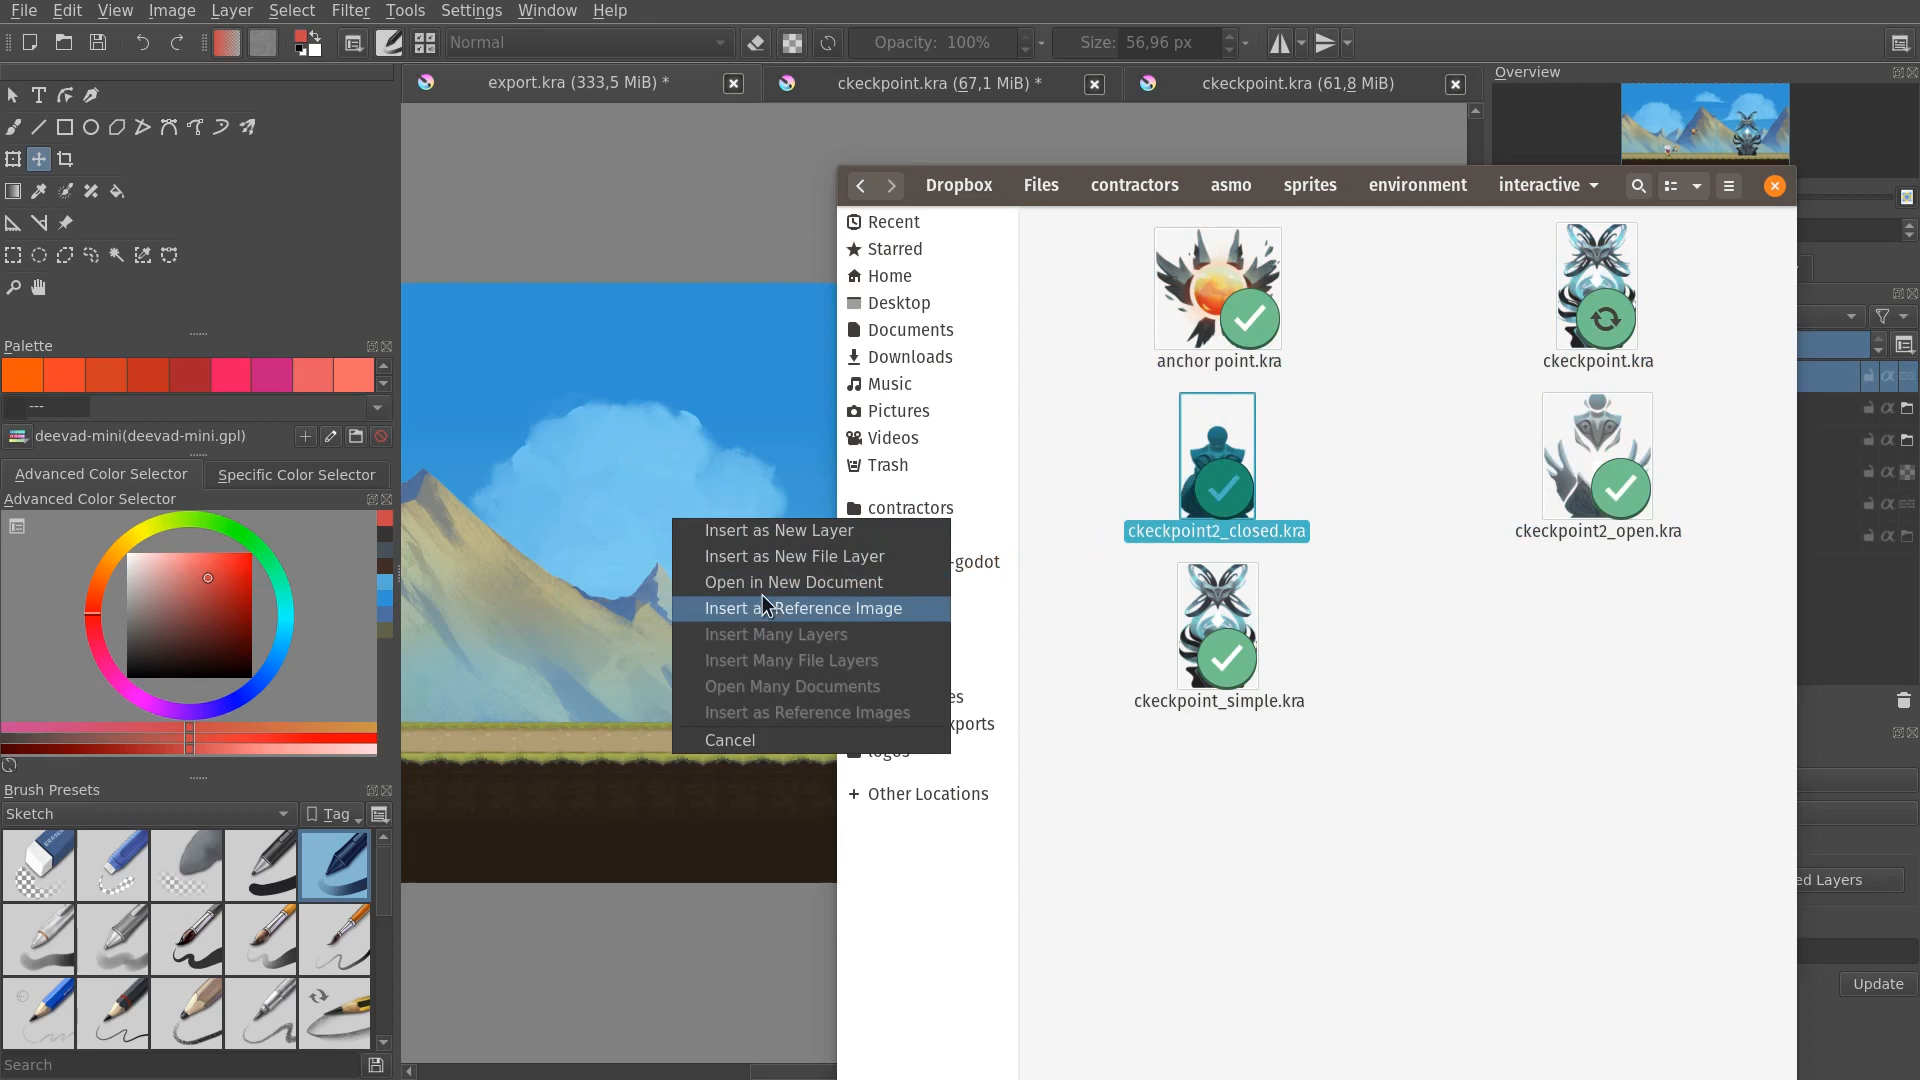 File Edit View Image Layer Select Filter Tools Settings Window Help
Normal Opacity: 100% Size: 56,96 px
export.kra (333,5 MiB) * ckeckpoint.kra (67,1 MiB) * ckeckpoint.kra (61,8 MiB)
Overview
Dropbox Files contractors asmo sprites environment interactive
Recent
Starred
Home
Desktop
Documents
Downloads
Music
Pictures
Videos
Trash
contractors
-godot
es
xports
logos
Other Locations
anchor point.kra
ckeckpoint.kra
ckeckpoint2_closed.kra
ckeckpoint2_open.kra
ckeckpoint_simple.kra
Insert as New Layer
Insert as New File Layer
Open in New Document
Insert as Reference Image
Insert Many Layers
Insert Many File Layers
Open Many Documents
Insert as Reference Images
Cancel
Palette
---
deevad-mini(deevad-mini.gpl)
Advanced Color Selector Specific Color Selector
Advanced Color Selector
Brush Presets
Sketch Tag
Search
ed Layers
Update